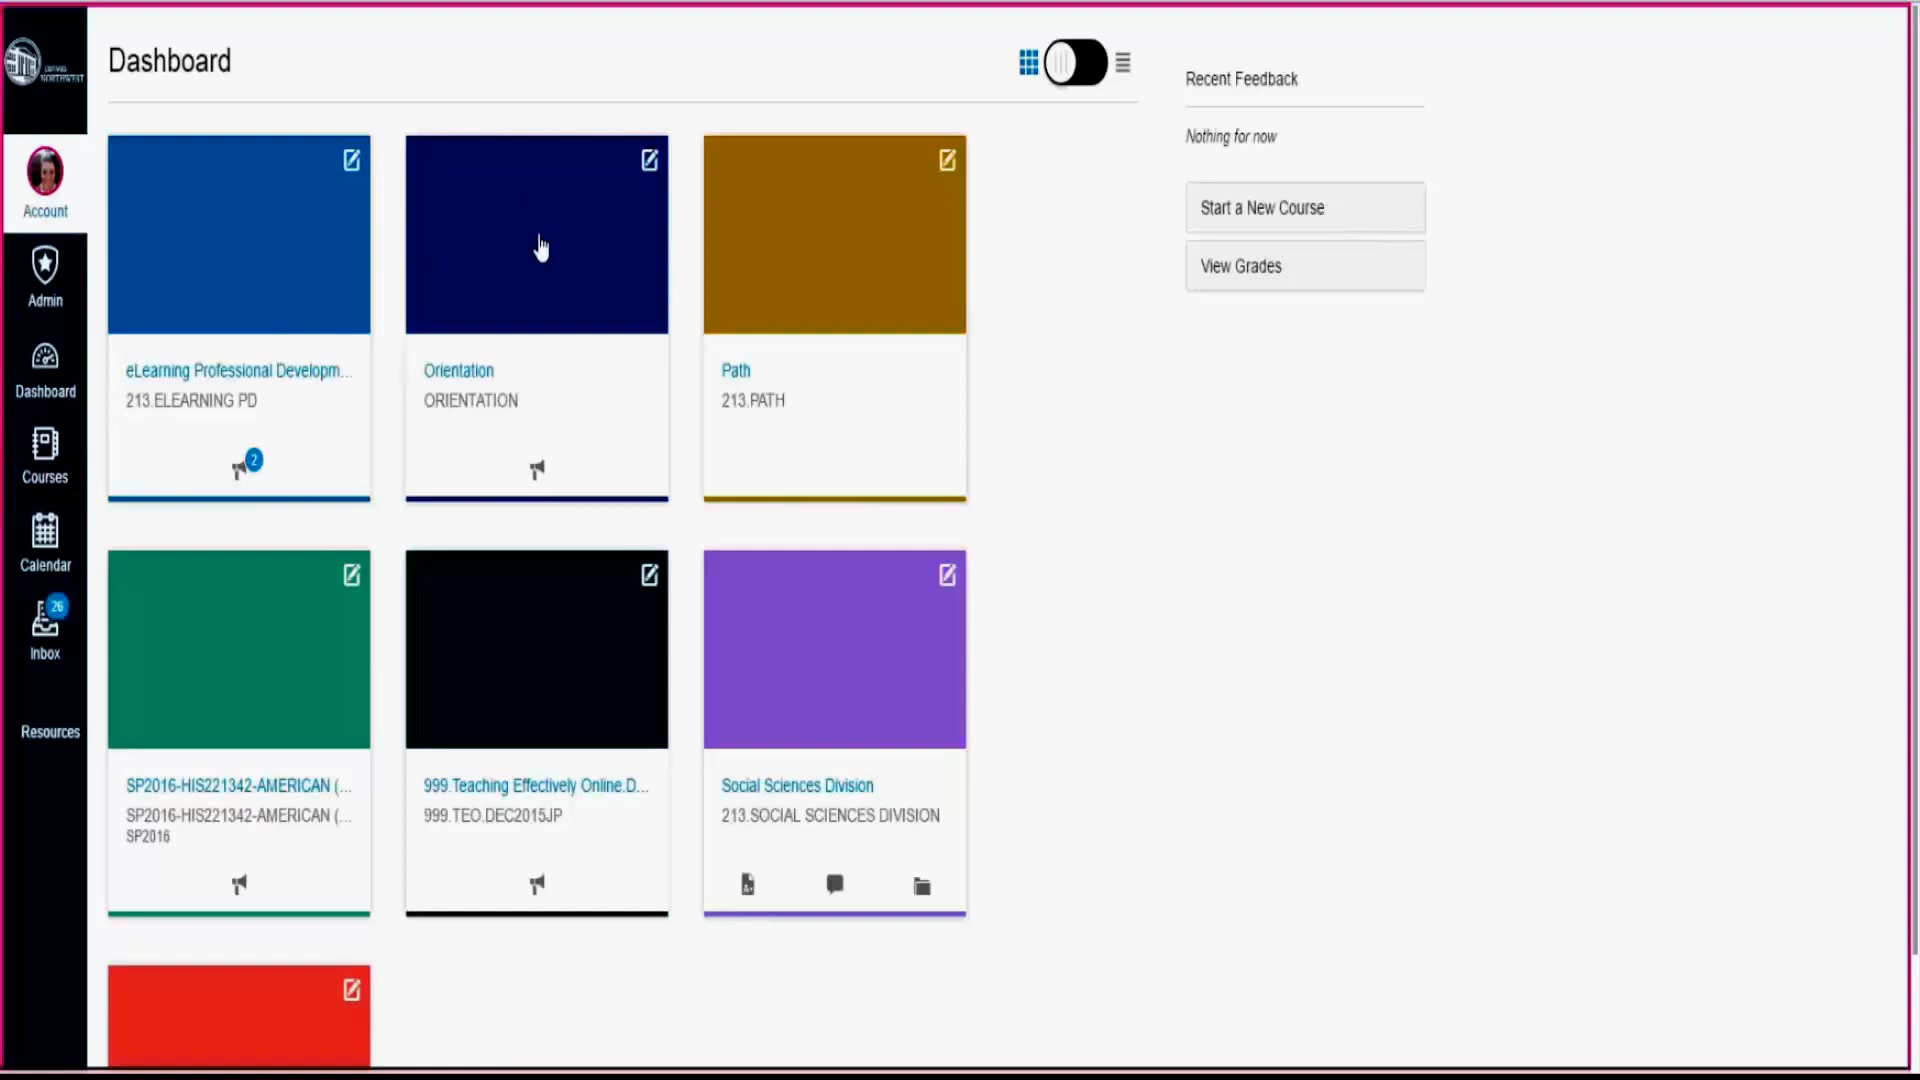 NORTHWEST
Account
Admin
Dashboard
Courses
Calendar
26
Inbox
Resources
Dashboard
eLearning Professional Developm...
213.ELEARNING PD
2
Orientation
ORIENTATION
Path
213.PATH
SP2016-HIS221342-AMERICAN (...
SP2016-HIS221342-AMERICAN (...
SP2016
999.Teaching Effectively Online.D...
999.TEO.DEC2015JP
Social Sciences Division
213.SOCIAL SCIENCES DIVISION
Recent Feedback
Nothing for now
Start a New Course
View Grades